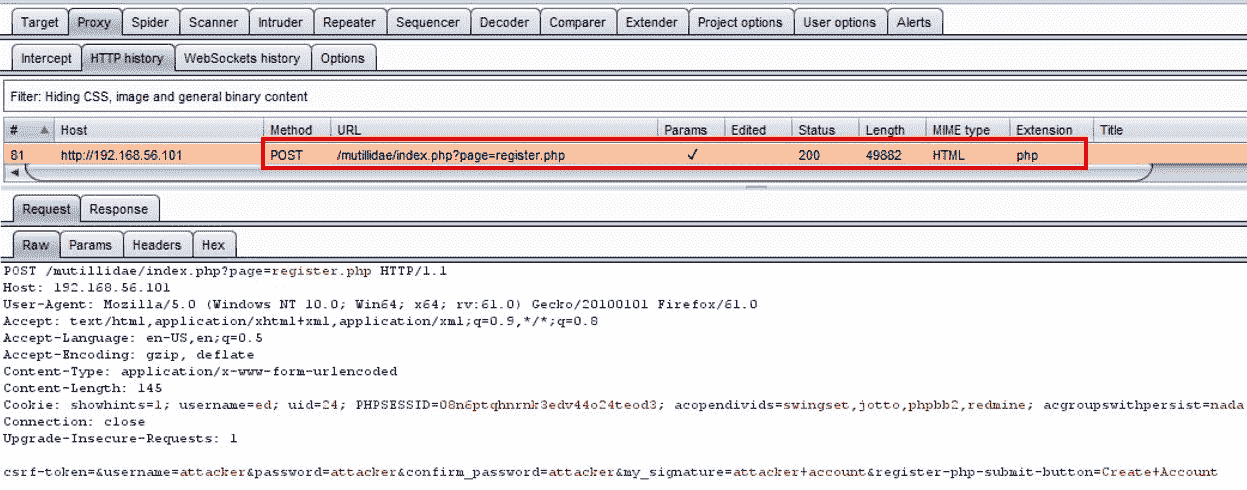 Target Proxy Spider Scanner Intruder Repeater Sequencer Decoder Comparer Extender Project options User options Alerts
Intercept HTTP history WebSockets history Options
Filter: Hiding CSS, image and general binary content
# Host Method URL Params Edited Status Length MIME type Extension Title
81 http://192.168.56.101 POST /mutillidae/index.php?page=register.php ✓ 200 49882 HTML php
Request Response
Raw Params Headers Hex
POST /mutillidae/index.php?page=register.php HTTP/1.1
Host: 192.168.56.101
User-Agent: Mozilla/5.0 (Windows NT 10.0; Win64; x64; rv:61.0) Gecko/20100101 Firefox/61.0
Accept: text/html,application/xhtml+xml,application/xml;q=0.9,*/*;q=0.8
Accept-Language: en-US,en;q=0.5
Accept-Encoding: gzip, deflate
Content-Type: application/x-www-form-urlencoded
Content-Length: 145
Cookie: showhints=1; username=ed; uid=24; PHPSESSID=08n6ptqhnrnk3edv44o24teod3; acopendivids=swingset,jotto,phpbb2,redmine; acgroupswithpersist=nada
Connection: close
Upgrade-Insecure-Requests: 1
csrf-token=&username=attacker&password=attacker&confirm_password=attacker&my_signature=attacker+account&register-php-submit-button=Create+Account